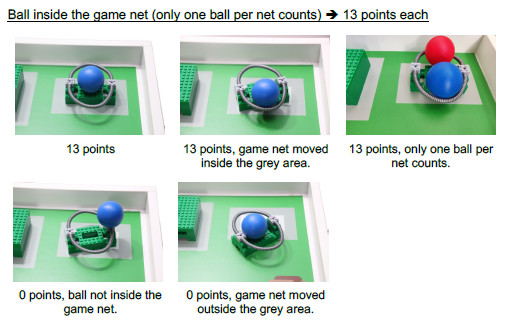 Ball inside the game net (only one ball per net counts) ➔ 13 points each
13 points
13 points, game net moved
inside the grey area.
13 points, only one ball per
net counts.
0 points, ball not inside the
game net.
0 points, game net moved
outside the grey area.